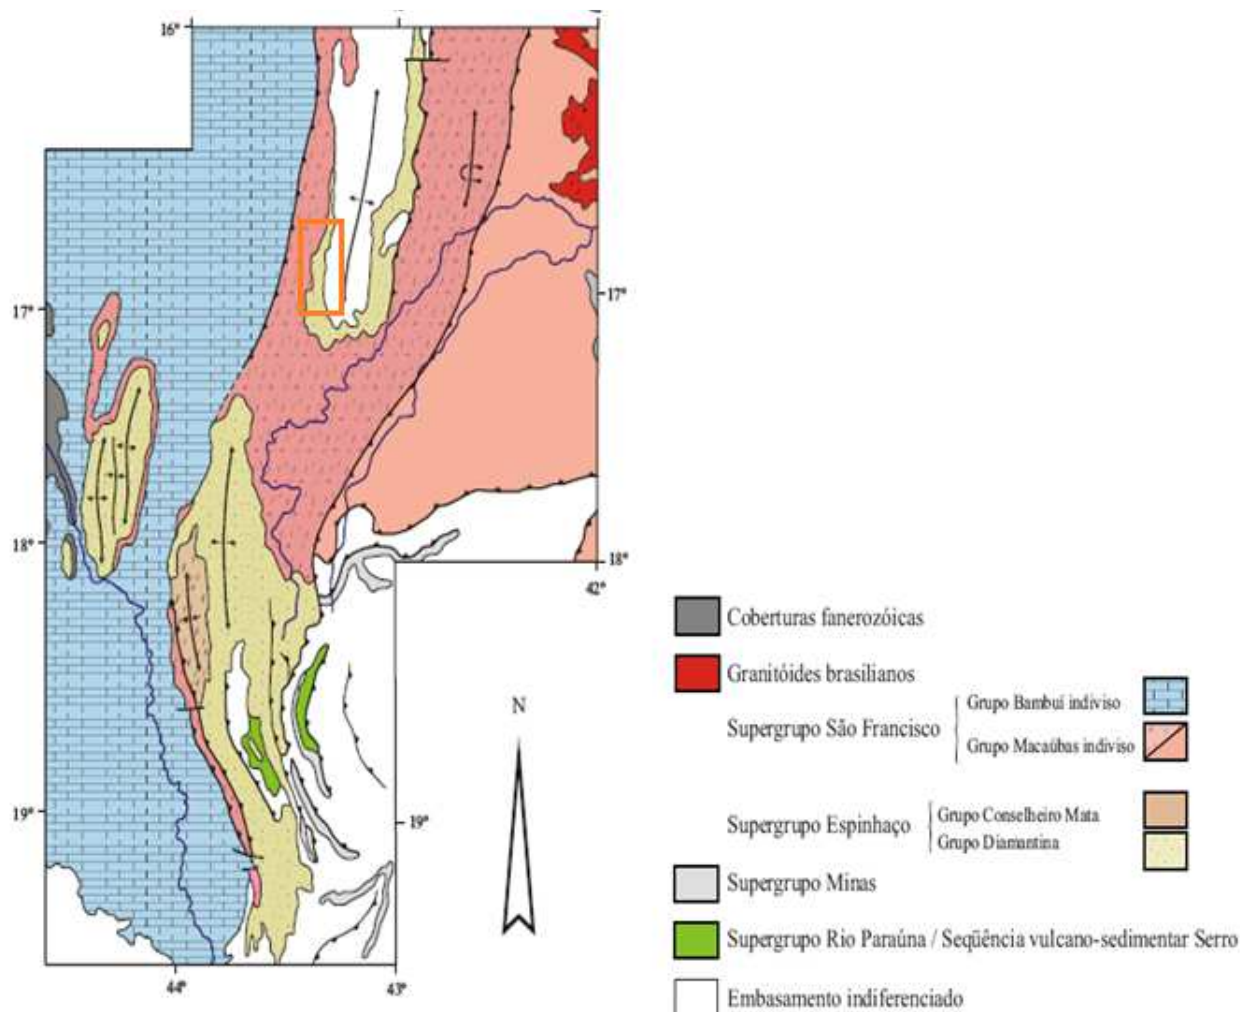 16°
17°
17°
18°
18°
42°
19°
19°
44°
43°
N
Coberturas fanerozóicas
Granitóides brasilianos
Supergrupo São Francisco
Grupo Bambuí indiviso
Grupo Macaúbas indiviso
Supergrupo Espinhaço
Grupo Conselheiro Mata
Grupo Diamantina
Supergrupo Minas
Supergrupo Rio Paraúna / Seqüência vulcano-sedimentar Serro
Embasamento indiferenciado